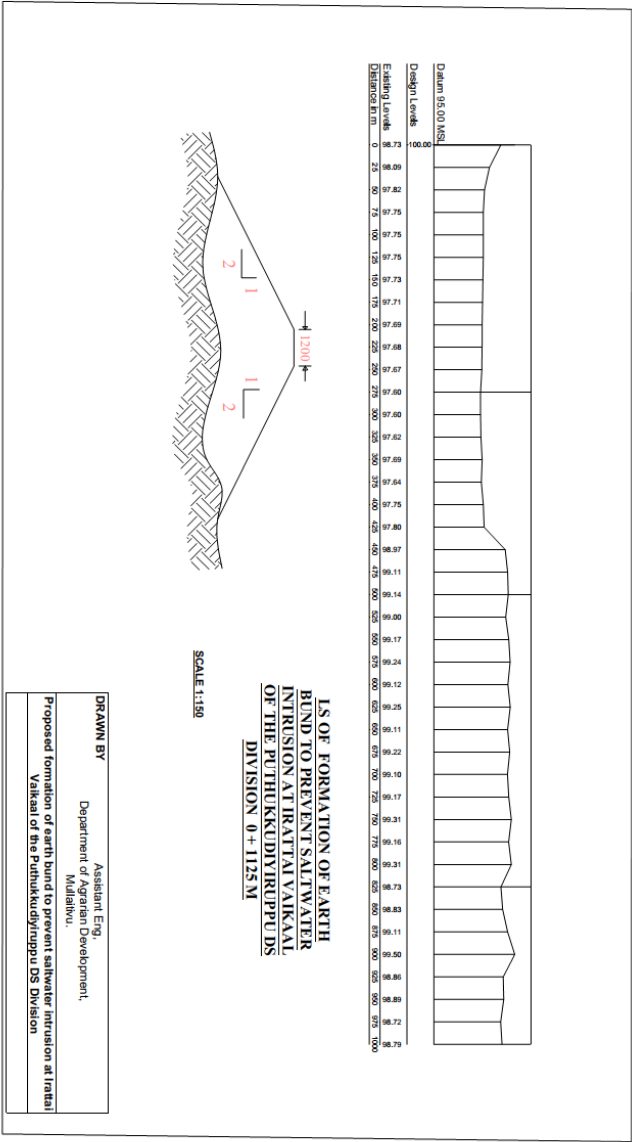 Datum 95.00 MSL
Design Levels 100.00
Existing Levels 98.73 98.09 97.82 97.75 97.75 97.75 97.73 97.71 97.69 97.68 97.67 97.60 97.60 97.62 97.69 97.64 97.75 97.80 98.97 99.11 99.14 99.00 99.17 99.24 99.12 99.25 99.11 99.22 99.10 99.17 99.31 99.16 99.31 98.73 98.83 99.11 99.50 98.86 98.89 98.72 98.79
Distance in m 0 25 50 75 100 125 150 175 200 225 250 275 300 325 350 375 400 425 450 475 500 525 550 575 600 625 650 675 700 725 750 775 800 825 850 875 900 925 950 975 1000
1200
1
2
1
2
SCALE 1:150
LS OF FORMATION OF EARTH
BUND TO PREVENT SALTWATER
INTRUSION AT IRATTAI VAIKAAL
OF THE PUTHUKKUDIYIRUPPU DS
DIVISION 0 + 1125 M
DRAWN BY
Assistant Eng,
Department of Agrarian Development,
Mullaitivu.
Proposed formation of earth bund to prevent saltwater intrusion at Irattai
Vaikaal of the Puthukkudiyiruppu DS Division